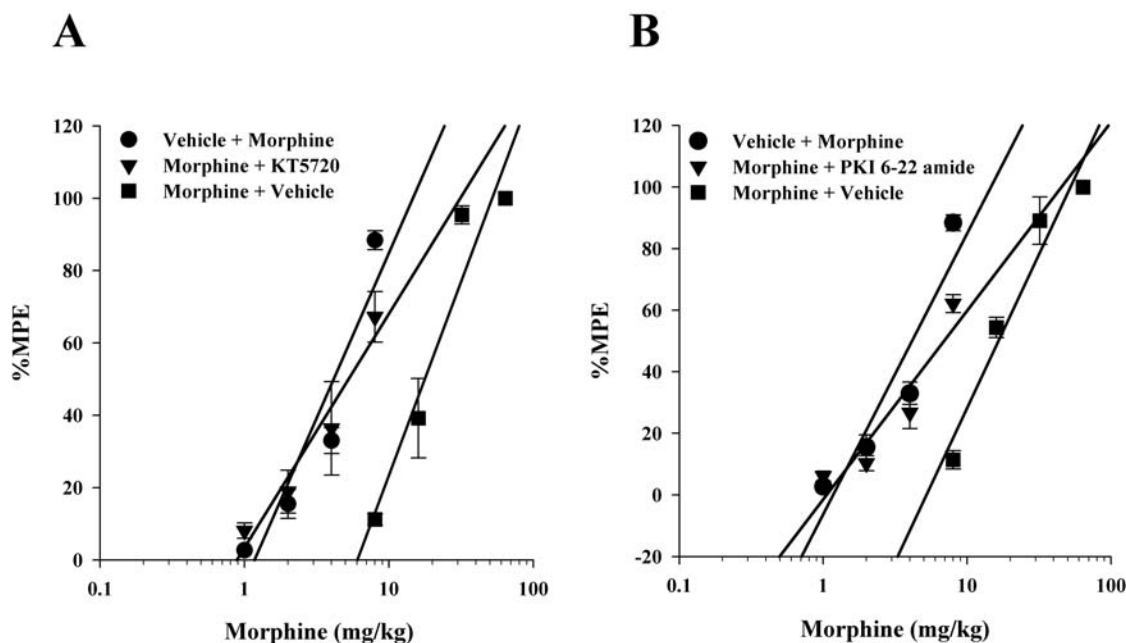 A
Vehicle + Morphine
Morphine + KT5720
Morphine + Vehicle
%MPE
120
100
80
60
40
20
0
0.1
1
10
100
Morphine (mg/kg)
B
Vehicle + Morphine
Morphine + PKI 6-22 amide
Morphine + Vehicle
%MPE
120
100
80
60
40
20
0
-20
0.1
1
10
100
Morphine (mg/kg)